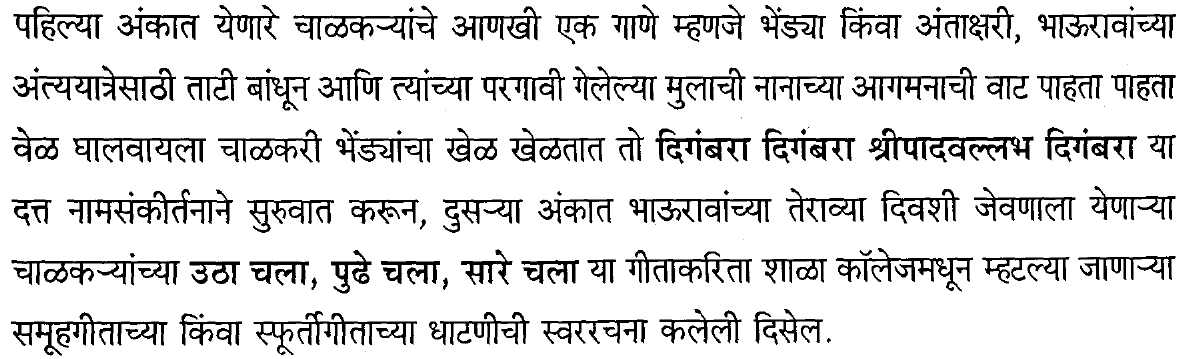 पहिल्या अंकात येणारे चाळकऱ्यांचे आणखी एक गाणे म्हणजे भेंड्या किंवा अंताक्षरी, भाऊरावांच्या
अंत्ययात्रेसाठी ताटी बांधून आणि त्यांच्या परगावी गेलेल्या मुलाची नानाच्या आगमनाची वाट पाहता पाहता
वेळ घालवायला चाळकरी भेंड्यांचा खेळ खेळतात तो दिगंबरा दिगंबरा श्रीपादवल्लभ दिगंबरा या
दत्त नामसंकीर्तनाने सुरुवात करून, दुसऱ्या अंकात भाऊरावांच्या तेराव्या दिवशी जेवणाला येणाऱ्या
चाळकऱ्यांच्या उठा चला, पुढे चला, सारे चला या गीताकरिता शाळा कॉलेजमधून म्हटल्या जाणाऱ्या
समूहगीताच्या किंवा स्फूर्तीगीताच्या धाटणीची स्वररचना कलेली दिसेल.